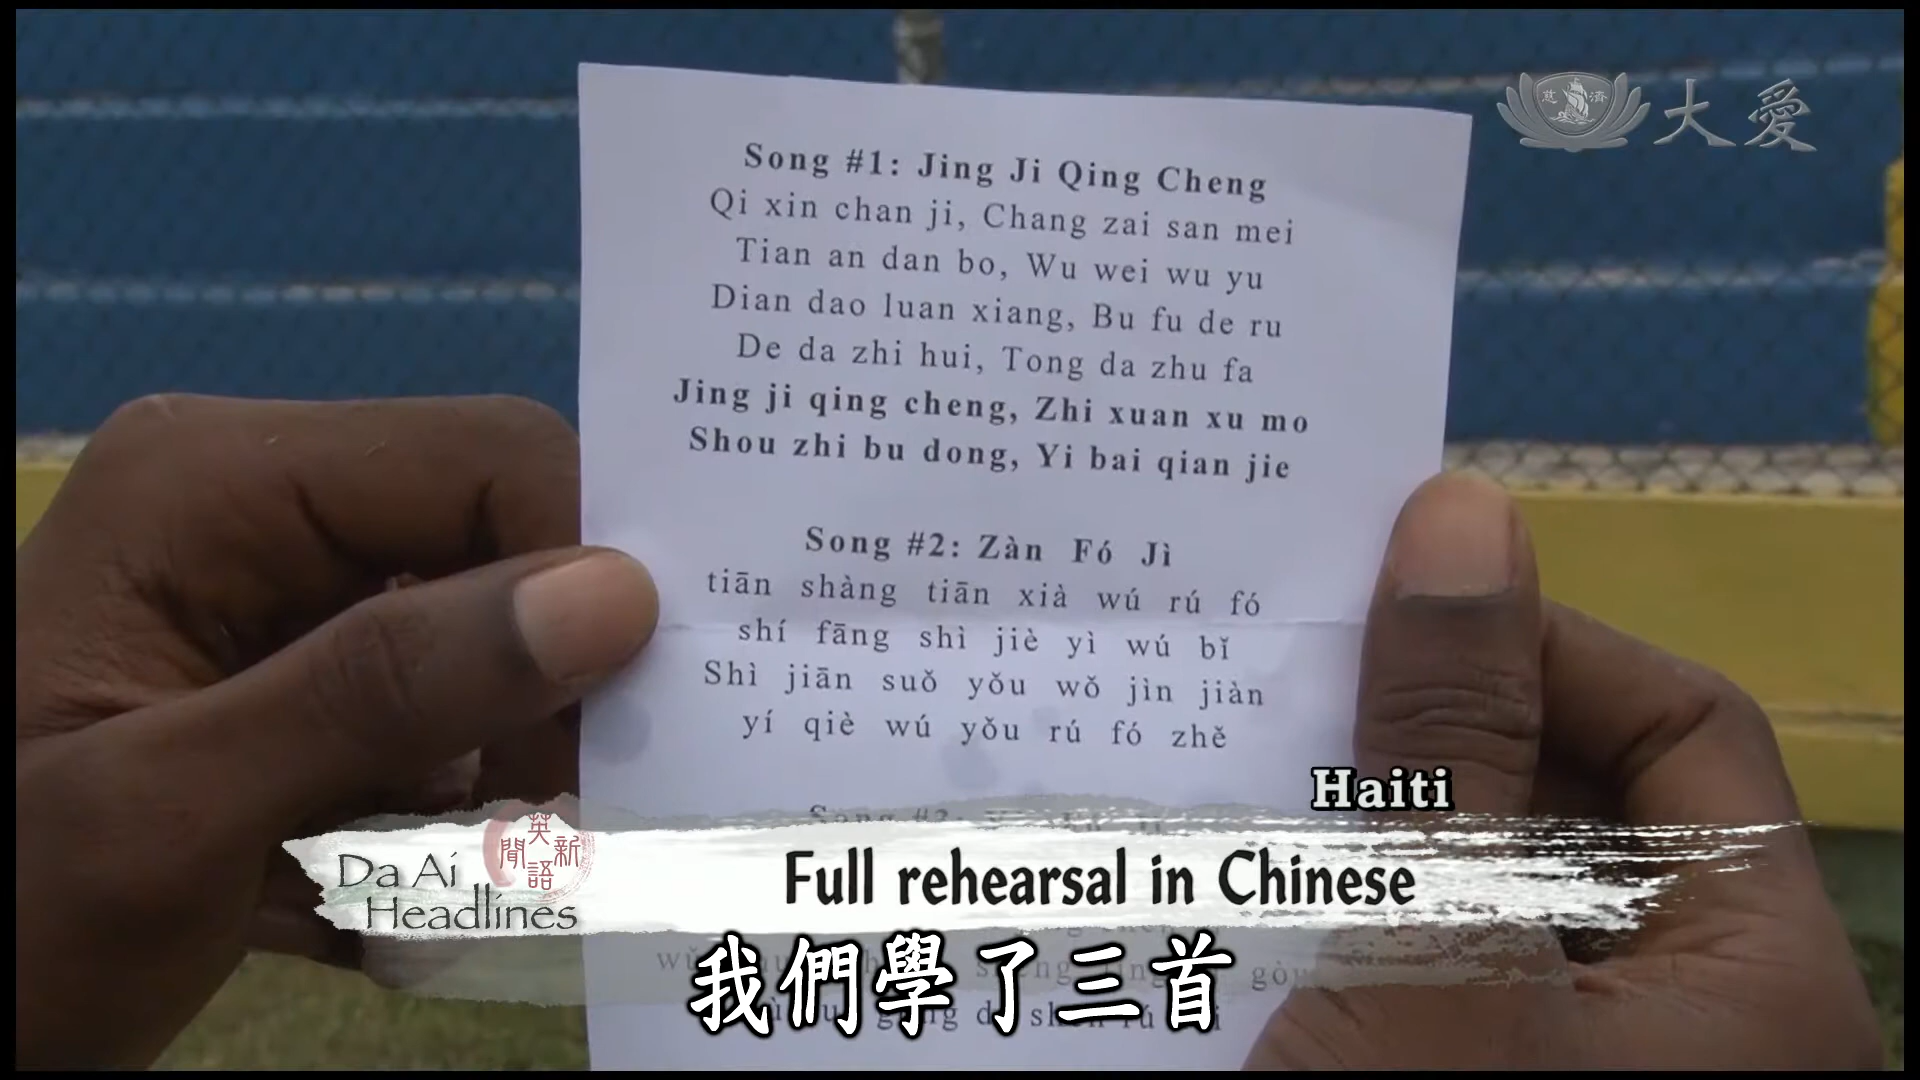 慈濟 大愛
Song #1: Jing Ji Qing Cheng
Qi xin chan ji, Chang zai san mei
Tian an dan bo, Wu wei wu yu
Dian dao luan xiang, Bu fu de ru
De da zhi hui, Tong da zhu fa
Jing ji qing cheng, Zhi xuan xu mo
Shou zhi bu dong, Yi bai qian jie
Song #2: Zàn Fó Jì
tiān shàng tiān xià wú rú fó
shí fāng shì jiè yì wú bǐ
Shì jiān suǒ yǒu wǒ jìn jiàn
yí qiè wú yǒu rú fó zhě
Haiti
英語新聞
Da Ai
Headlines
Full rehearsal in Chinese
我們學了三首